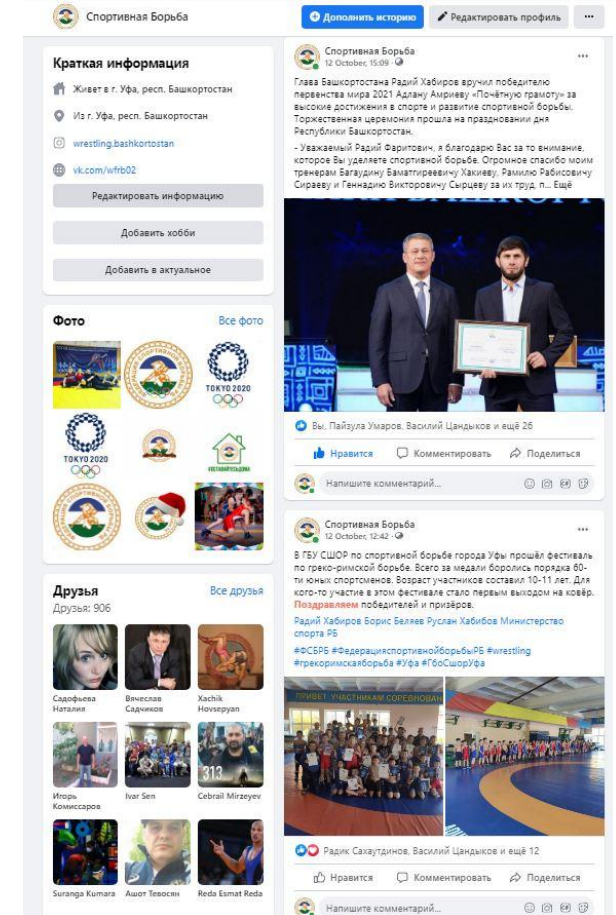 Спортивная Борьба
Дополнить историю
Редактировать профиль
Краткая информация
Живет в г. Уфа, респ. Башкортостан
Из г. Уфа, респ. Башкортостан
wrestling.bashkortostan
vk.com/wfrb02
Редактировать информацию
Добавить хобби
Добавить в актуальное
Фото
Все фото
TOKYO 2020
TOKYO 2020
#ОСТАВАЙТЕСЬДОМА
Друзья
Все друзья
Друзья: 906
Садофьева
Наталия
Вячеслав
Садчиков
Xachik
Hovsepyan
313
Игорь
Комиссаров
Ivar Sen
Cebrail Mirzeyev
Suranga Kumara
Ашот Тевосян
Reda Esmat Reda
Спортивная Борьба
12 October, 15:09
Глава Башкортостана Радий Хабиров вручил победителю
первенства мира 2021 Адлану Амриеву «Почётную грамоту» за
высокие достижения в спорте и развитие спортивной борьбы.
Торжественная церемония прошла на праздновании дня
Республики Башкортостан.
- Уважаемый Радий Фаритович, я благодарю Вас за то внимание,
которое Вы уделяете спортивной борьбе. Огромное спасибо моим
тренерам Багаудину Баматгиреевичу Хакиеву, Рамилю Рабисовичу
Сираеву и Геннадию Викторовичу Сырцеву за их труд, п... Ещё
Вы, Пайзула Умаров, Василий Цандыков и ещё 26
Нравится
Комментировать
Поделиться
Напишите комментарий...
Спортивная Борьба
12 October, 12:42
В ГБУ СШОР по спортивной борьбе города Уфы прошёл фестиваль
по греко-римской борьбе. Всего за медали боролись порядка 60-
ти юных спортсменов. Возраст участников составил 10-11 лет. Для
кого-то участие в этом фестивале стало первым выходом на ковёр.
Поздравляем победителей и призёров.
Радий Хабиров Борис Беляев Руслан Хабибов Министерство
спорта РБ
#ФСБРБ #ФедерацияспортивнойборьбыРБ #wrestling
#грекоримскаяборьба #Уфа #ГбоСшорУфа
ПРИВЕТ УЧАСТНИКАМ СОРЕВНОВАН
Радик Сахаутдинов, Василий Цандыков и ещё 12
Нравится
Комментировать
Поделиться
Напишите комментарий...